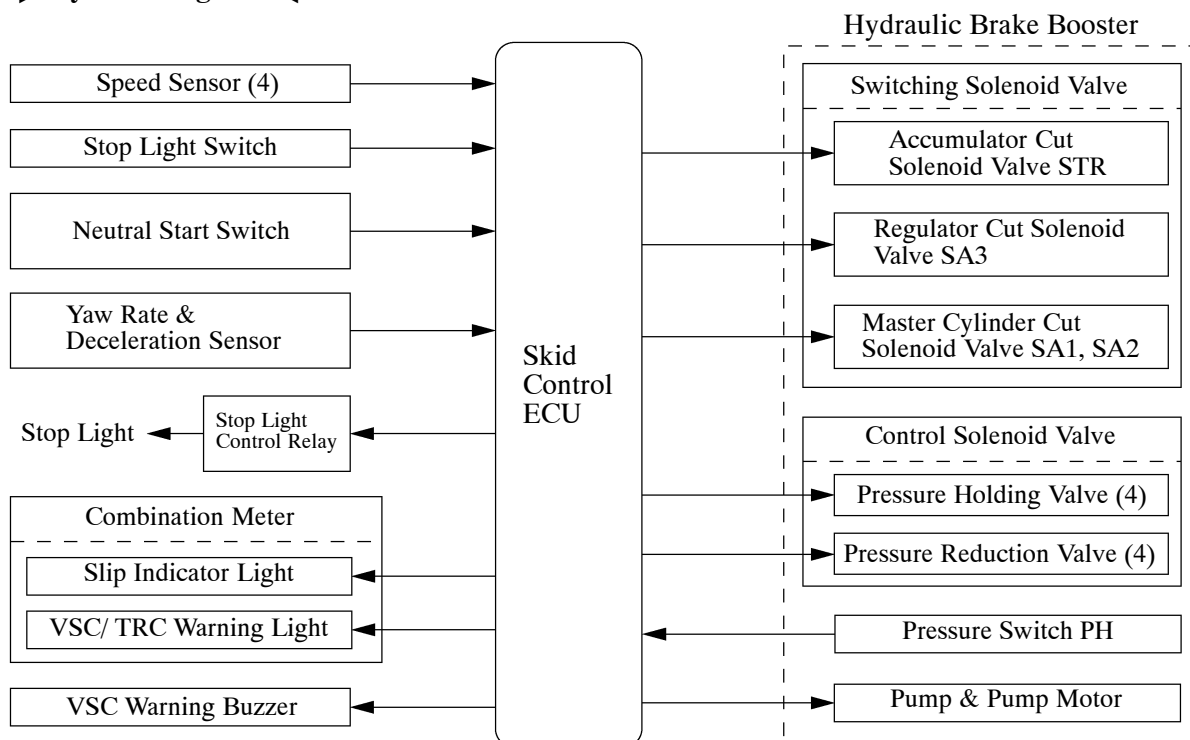 Hydraulic Brake Booster
Speed Sensor (4)
Stop Light Switch
Neutral Start Switch
Yaw Rate &
Deceleration Sensor
Stop Light
Stop Light
Control Relay
Combination Meter
Slip Indicator Light
VSC/ TRC Warning Light
VSC Warning Buzzer
Skid
Control
ECU
Switching Solenoid Valve
Accumulator Cut
Solenoid Valve STR
Regulator Cut Solenoid
Valve SA3
Master Cylinder Cut
Solenoid Valve SA1, SA2
Control Solenoid Valve
Pressure Holding Valve (4)
Pressure Reduction Valve (4)
Pressure Switch PH
Pump & Pump Motor